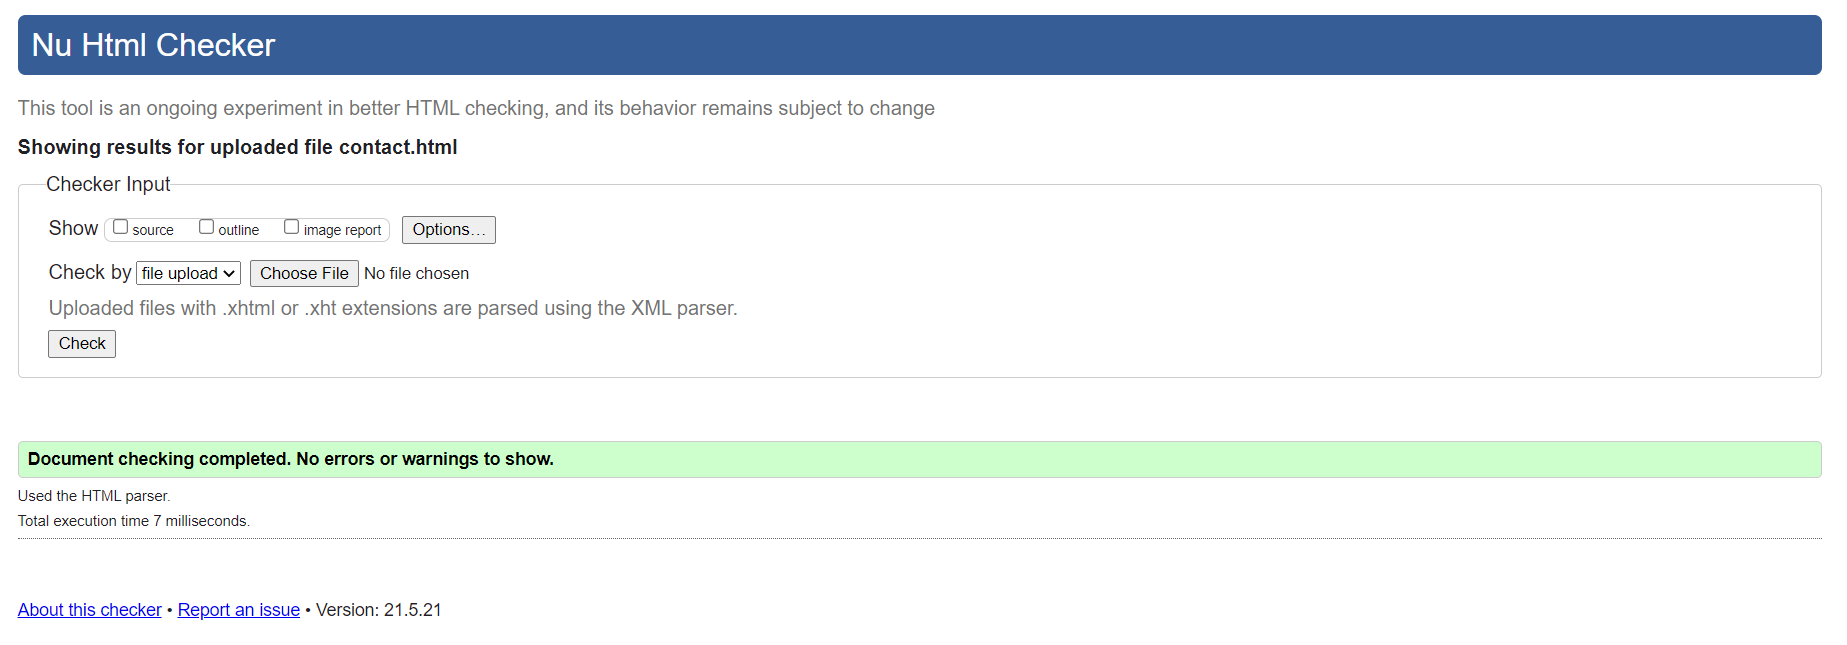 Nu Html Checker
This tool is an ongoing experiment in better HTML checking, and its behavior remains subject to change
Showing results for uploaded file contact.html
Checker Input
Show source outline image report Options…
Check by file upload Choose File No file chosen
Uploaded files with .xhtml or .xht extensions are parsed using the XML parser.
Check
Document checking completed. No errors or warnings to show.
Used the HTML parser.
Total execution time 7 milliseconds.
About this checker • Report an issue • Version: 21.5.21